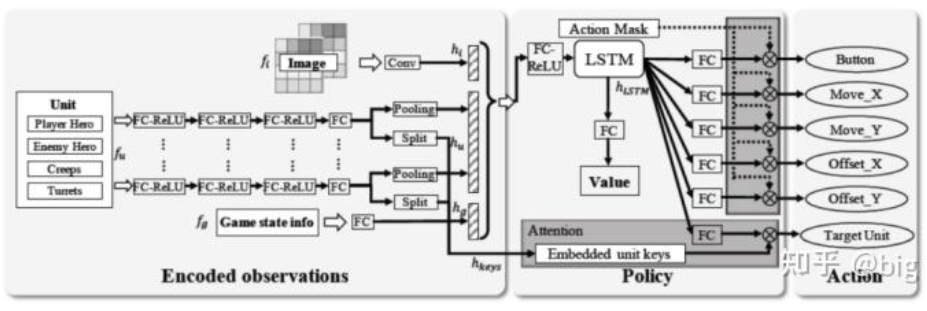 f_i
Image
Conv
h_i
Unit
Player Hero
Enemy Hero
Creeps
Turrets
f_u
FC-ReLU FC-ReLU FC-ReLU FC
Pooling
Split
h_u
FC-ReLU FC-ReLU FC-ReLU FC
Pooling
Split
f_g
Game state info
FC
h_g
h_keys
Encoded observations
FC-
ReLU
Action Mask
LSTM
h_LSTM
FC
Value
FC
FC
FC
FC
FC
Attention
FC
Embedded unit keys
Policy
Button
Move_X
Move_Y
Offset_X
Offset_Y
Target Unit
Action
知乎 @big